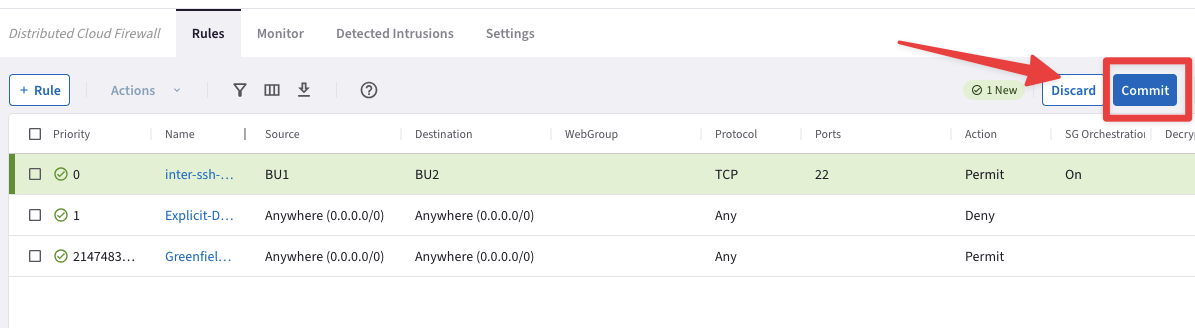 Distributed Cloud Firewall Rules Monitor Detected Intrusions Settings
+ Rule Actions 1 New Discard Commit
Priority Name Source Destination WebGroup Protocol Ports Action SG Orchestration Decry
0 inter-ssh-… BU1 BU2 TCP 22 Permit On
1 Explicit-D… Anywhere (0.0.0.0/0) Anywhere (0.0.0.0/0) Any Deny
2147483… Greenfiel… Anywhere (0.0.0.0/0) Anywhere (0.0.0.0/0) Any Permit